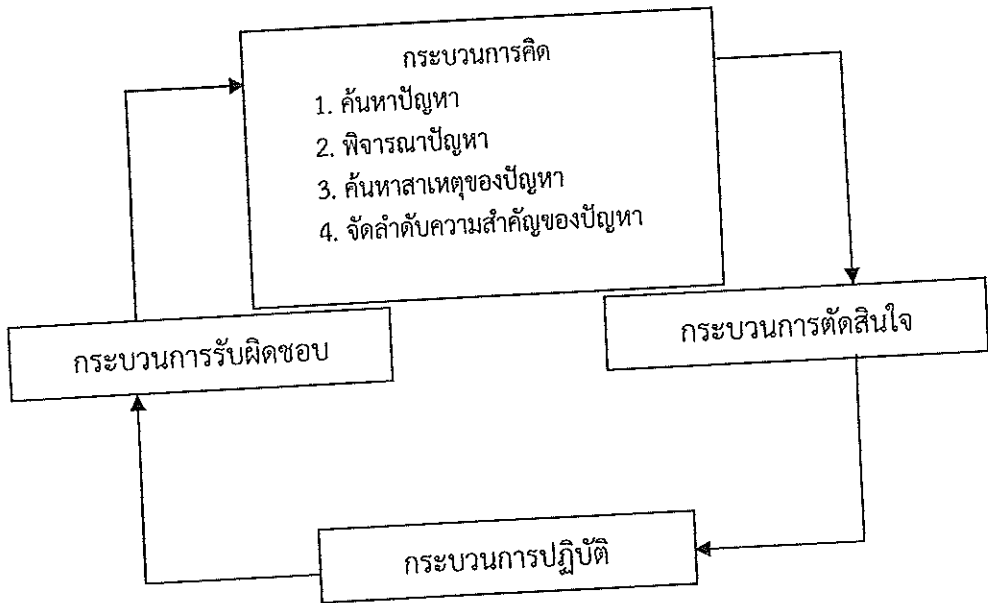 กระบวนการคิด
1. ค้นหาปัญหา
2. พิจารณาปัญหา
3. ค้นหาสาเหตุของปัญหา
4. จัดลำดับความสำคัญของปัญหา
กระบวนการตัดสินใจ
กระบวนการรับผิดชอบ
กระบวนการปฏิบัติ